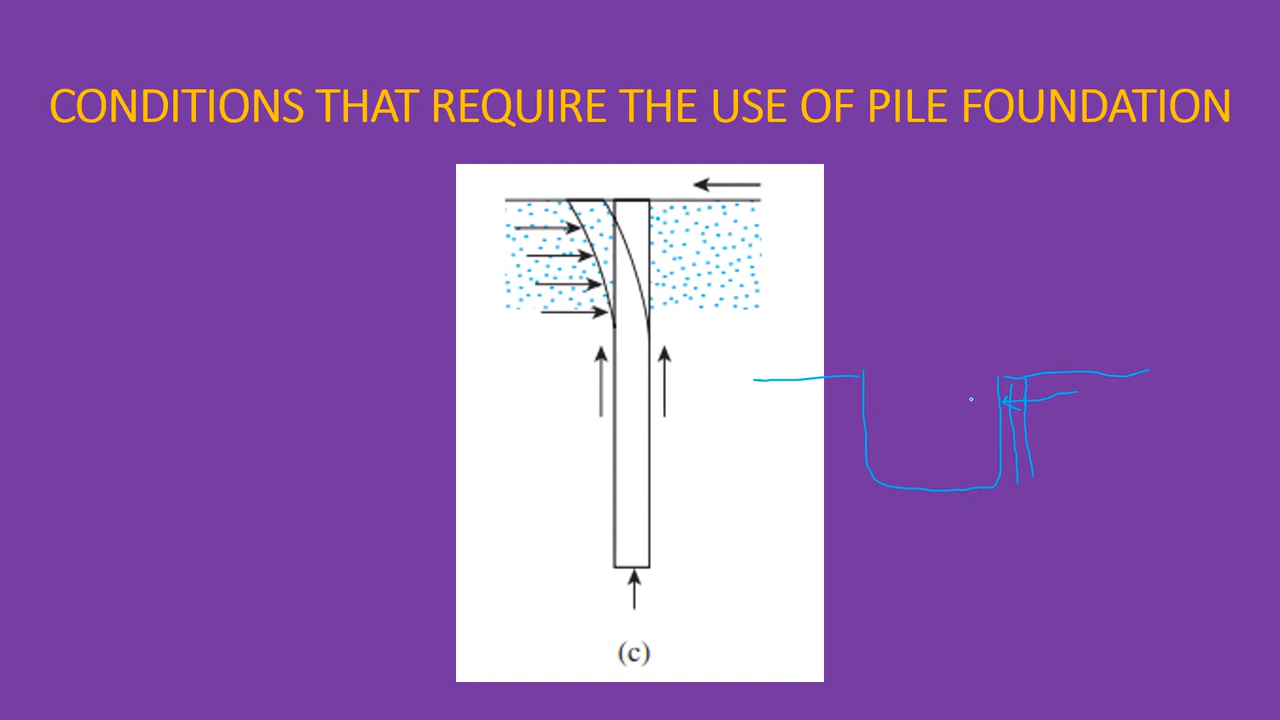 CONDITIONS THAT REQUIRE THE USE OF PILE FOUNDATION
(c)